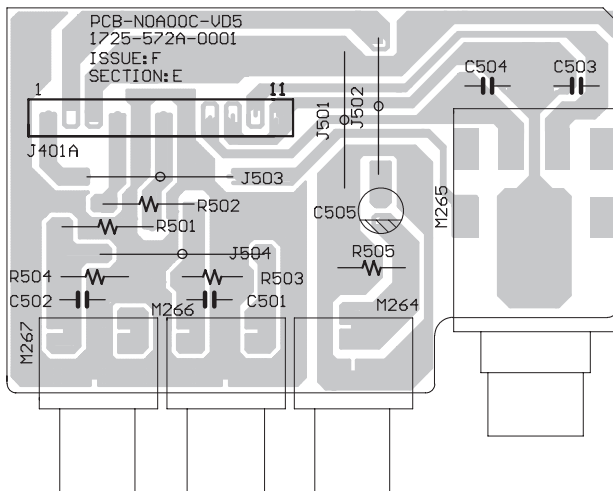 PCB-N0A00C-VD5
1725-572A-0001
ISSUE:F
SECTION:E
1
11
J401A
J501
J502
C504
C503
J503
R502
R501
C505
M265
J504
R505
R504
R503
C502
M266
C501
M264
M267